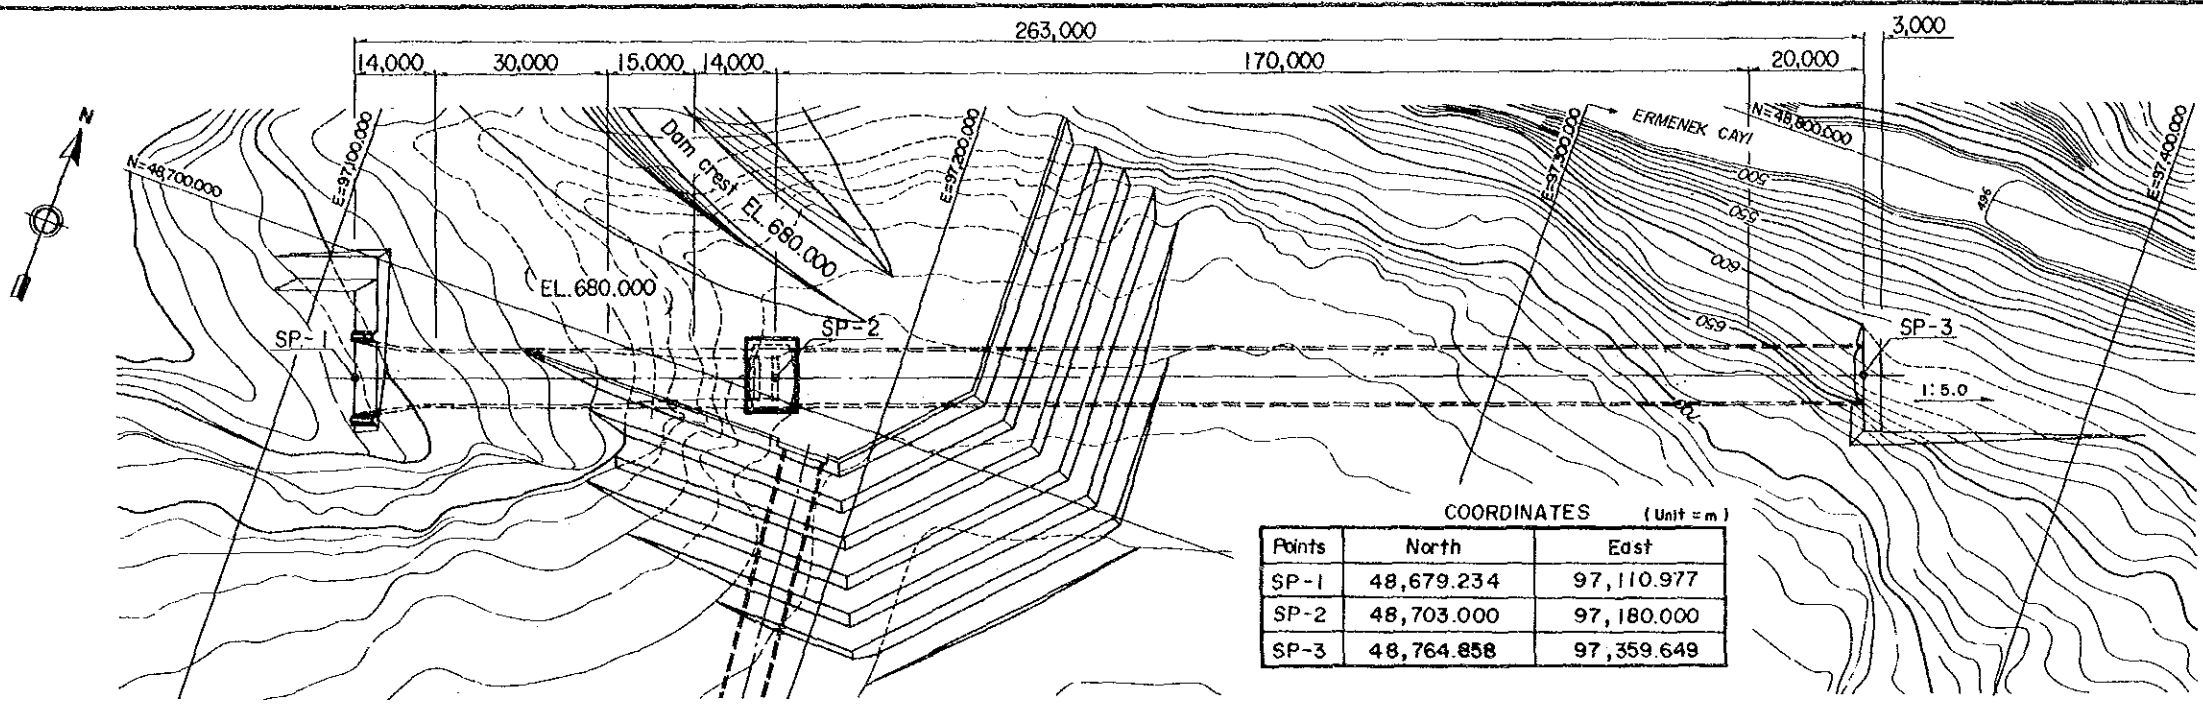 263,000
3,000
14,000
30,000
15,000
14,000
170,000
20,000
N
N=48,700.000
E=97,100.000
Dam crest EL.680.000
E=97,200.000
E=97,300.000
ERMENEK CAYI
N=48,800.000
E=97,400.000
500
496
550
600
EL.680.000
650
SP-1
SP-2
SP-3
1:5.0
700
COORDINATES (Unit = m)
Points North East
SP-1 48,679.234 97,110.977
SP-2 48,703.000 97,180.000
SP-3 48,764.858 97,359.649